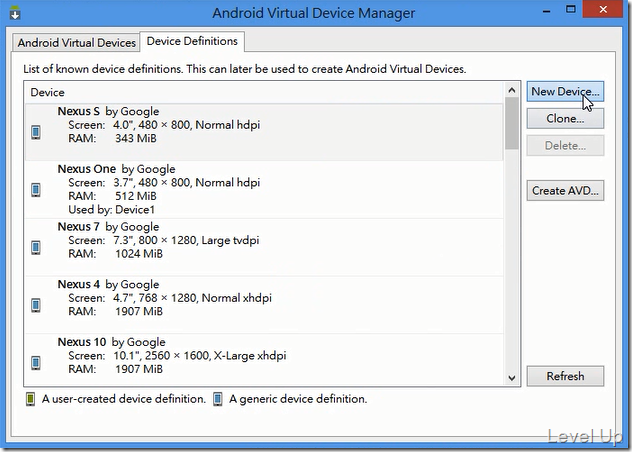 Android Virtual Device Manager
Android Virtual Devices
Device Definitions
List of known device definitions. This can later be used to create Android Virtual Devices.
Device
Nexus S by Google
Screen: 4.0", 480 × 800, Normal hdpi
RAM: 343 MiB
Nexus One by Google
Screen: 3.7", 480 × 800, Normal hdpi
RAM: 512 MiB
Used by: Device1
Nexus 7 by Google
Screen: 7.3", 800 × 1280, Large tvdpi
RAM: 1024 MiB
Nexus 4 by Google
Screen: 4.7", 768 × 1280, Normal xhdpi
RAM: 1907 MiB
Nexus 10 by Google
Screen: 10.1", 2560 × 1600, X-Large xhdpi
RAM: 1907 MiB
New Device...
Clone...
Delete...
Create AVD...
Refresh
A user-created device definition. A generic device definition.
Level Up